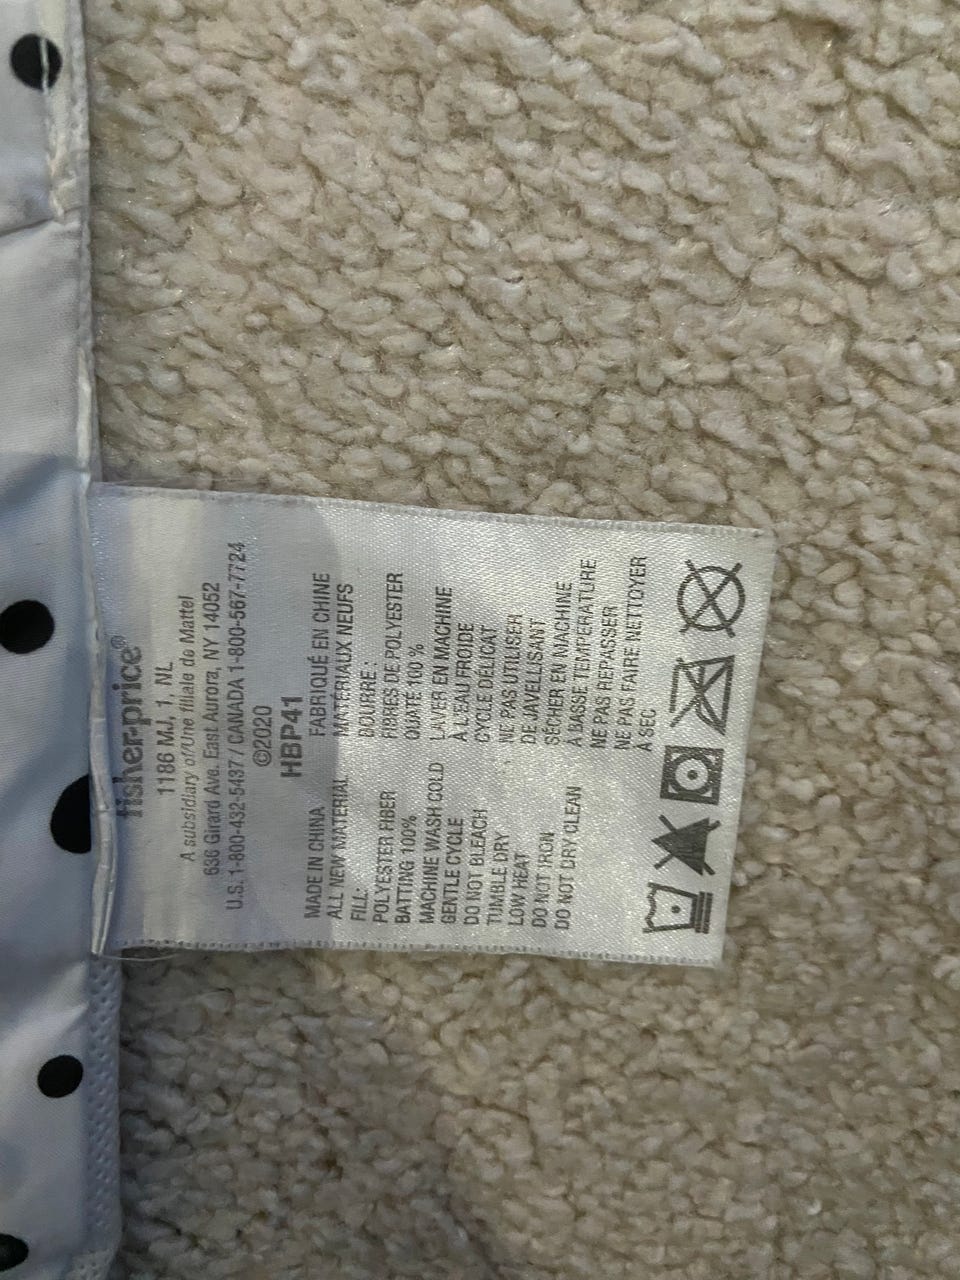 fisher-price®
1186 MJ, 1, NL
A subsidiary of/Une filiale de Mattel
636 Girard Ave. East Aurora, NY 14052
U.S. 1-800-432-5437 / CANADA 1-800-567-7724
©2020
HBP41
MADE IN CHINA
ALL NEW MATERIAL
FILL:
POLYESTER FIBER
BATTING 100%
MACHINE WASH COLD
GENTLE CYCLE
DO NOT BLEACH
TUMBLE DRY
LOW HEAT
DO NOT IRON
DO NOT DRY CLEAN
FABRIQUÉ EN CHINE
MATÉRIAUX NEUFS
BOURRE :
FIBRES DE POLYESTER
OUATE 100 %
LAVER EN MACHINE
À L'EAU FROIDE
CYCLE DÉLICAT
NE PAS UTILISER
DE JAVELLISANT
SÉCHER EN MACHINE
À BASSE TEMPÉRATURE
NE PAS REPASSER
NE PAS FAIRE NETTOYER
À SEC